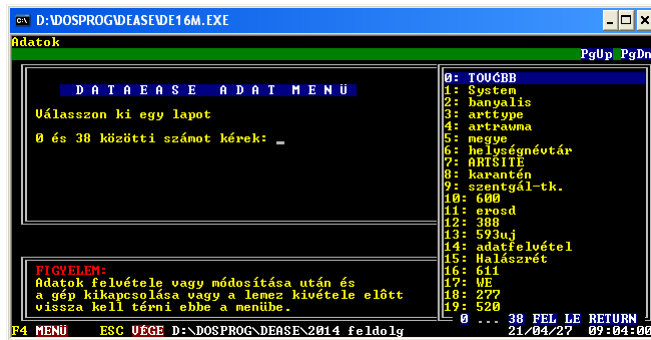 D:\DOSPROG\DEASE\DE16M.EXE
Adatok
PgUp PgDn
D A T A E A S E   A D A T   M E N Ü
Válasszon ki egy lapot
0 és 38 közötti számot kérek: _
FIGYELEM:
Adatok felvétele vagy módosítása után és
a gép kikapcsolása vagy a lemez kivétele elôtt
vissza kell térni ebbe a menübe.
0: TOVĆBB
1: System
2: banyalis
3: arttype
4: artrawma
5: megye
6: helységnévtár
7: ARTSITE
8: karantén
9: szentgál-tk.
10: 600
11: erosd
12: 388
13: 593uj
14: adatfelvétel
15: Halászrét
16: 611
17: WE
18: 277
19: 520
0 ... 38 FEL LE RETURN
F4 MENÜ ESC VÉGE D:\DOSPROG\DEASE\2014 feldolg 21/04/27 09:04:00